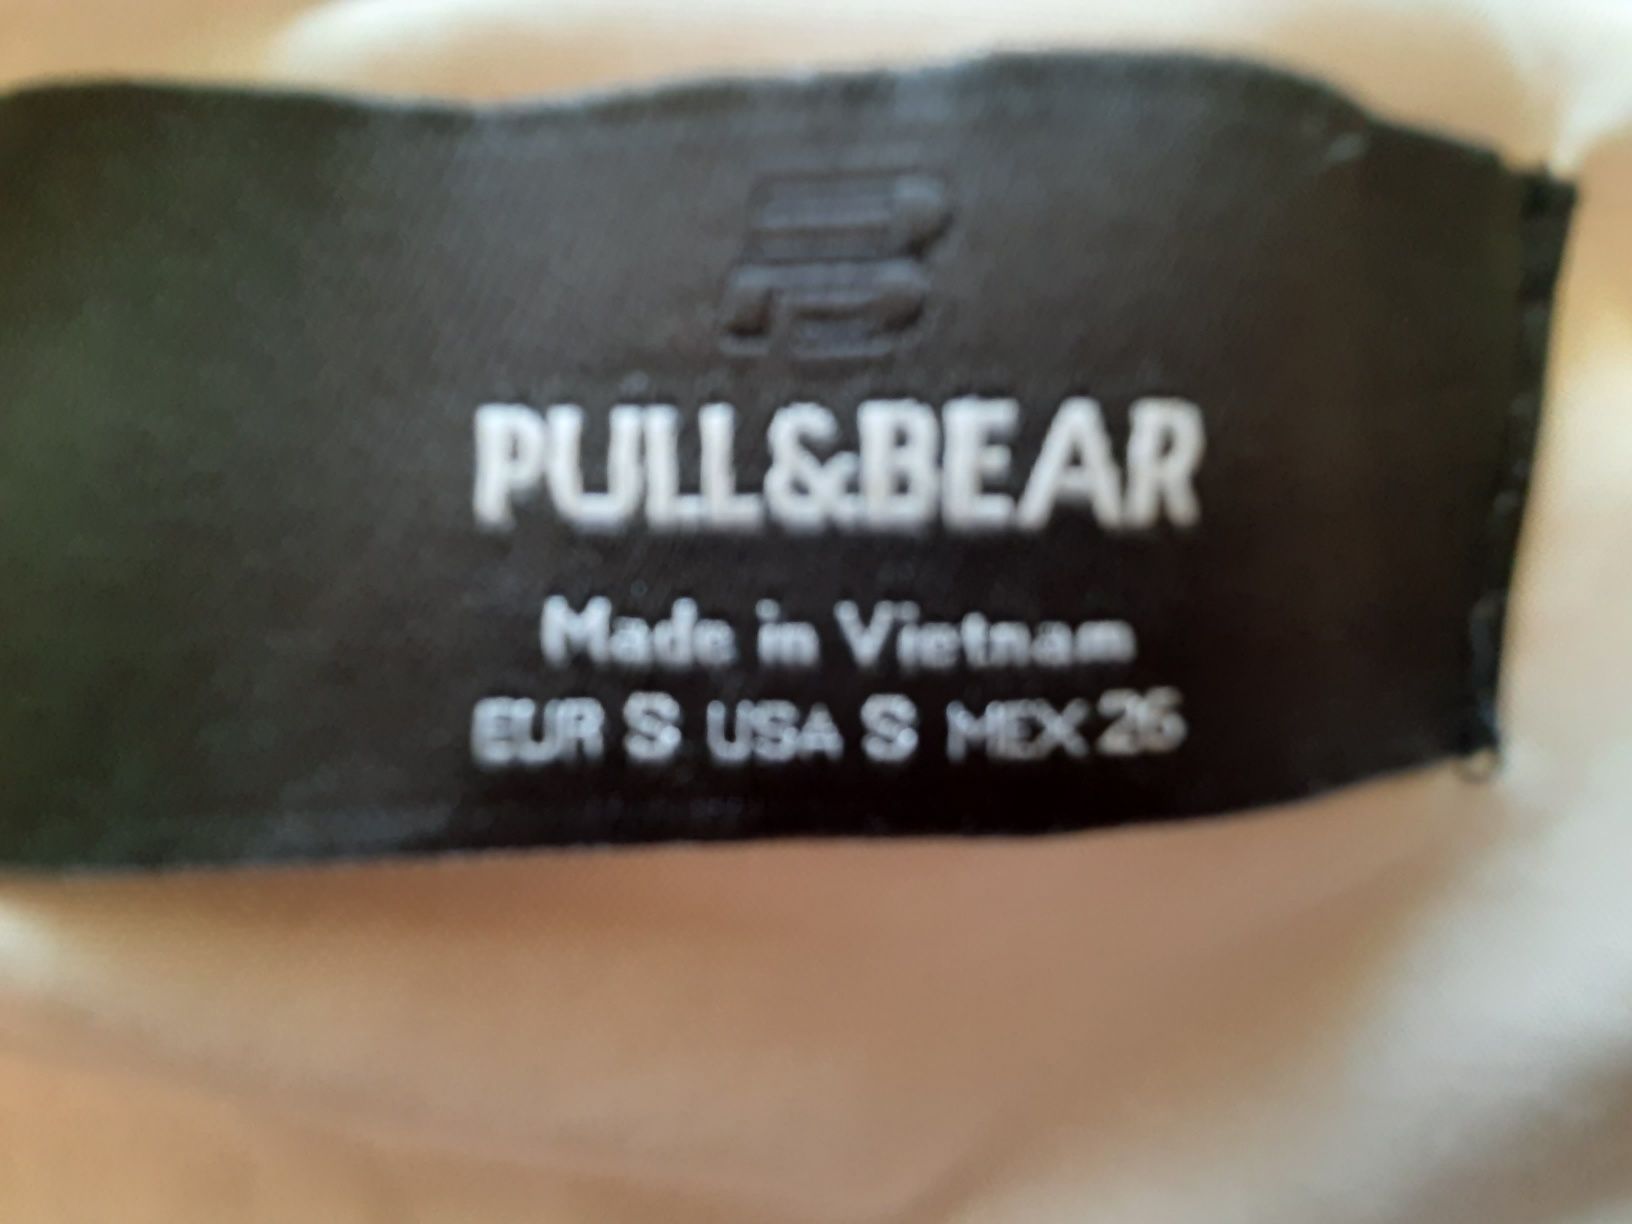 PULL&BEAR
Made in Vietnam
EUR S USA S MEX 26